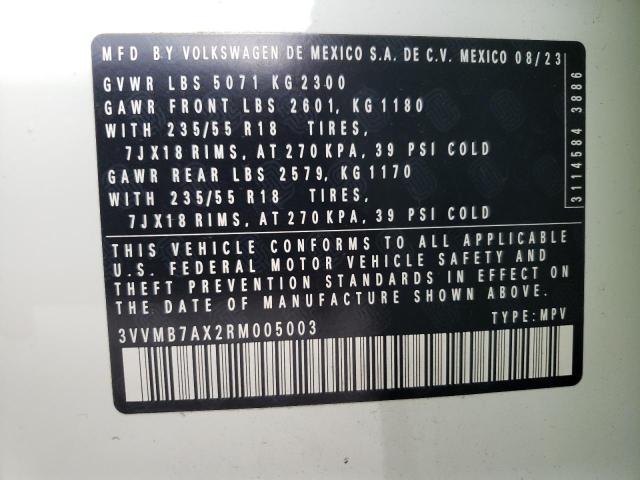 MFD BY VOLKSWAGEN DE MEXICO S.A. DE C.V. MEXICO 08/23
GVWR LBS 5071 KG 2300
GAWR FRONT LBS 2601, KG 1180
WITH 235/55 R18 TIRES,
7JX18 RIMS, AT 270 KPA, 39 PSI COLD
GAWR REAR LBS 2579, KG 1170
WITH 235/55 R18 TIRES,
7JX18 RIMS, AT 270 KPA, 39 PSI COLD
THIS VEHICLE CONFORMS TO ALL APPLICABLE
U.S. FEDERAL MOTOR VEHICLE SAFETY AND
THEFT PREVENTION STANDARDS IN EFFECT ON
THE DATE OF MANUFACTURE SHOWN ABOVE.
3VVMB7AX2RM005003 TYPE: MPV
3114584 3886